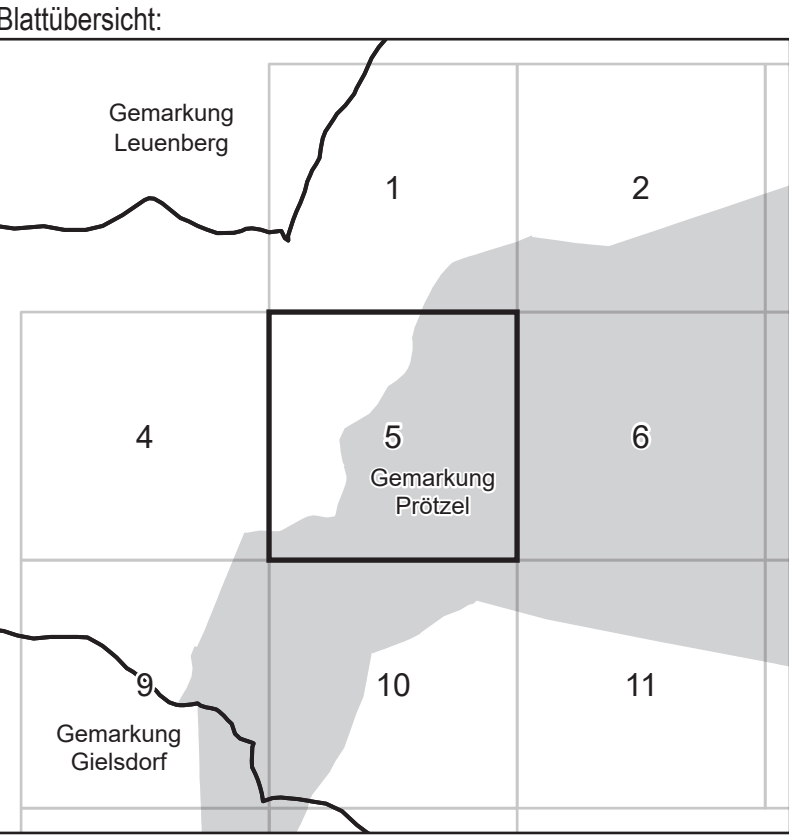 Blattübersicht:
Gemarkung
Leuenberg
1
2
4
5
6
Gemarkung
Prötzel
9
10
11
Gemarkung
Gielsdorf